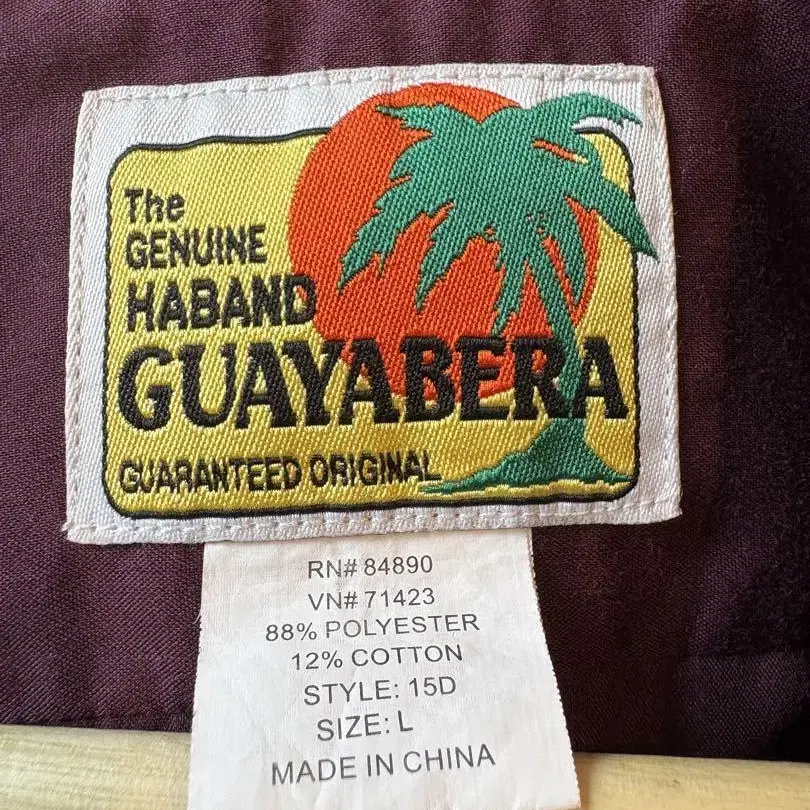 The
GENUINE
HABAND
GUAYABERA
GUARANTEED ORIGINAL
RN# 84890
VN# 71423
88% POLYESTER
12% COTTON
STYLE: 15D
SIZE: L
MADE IN CHINA